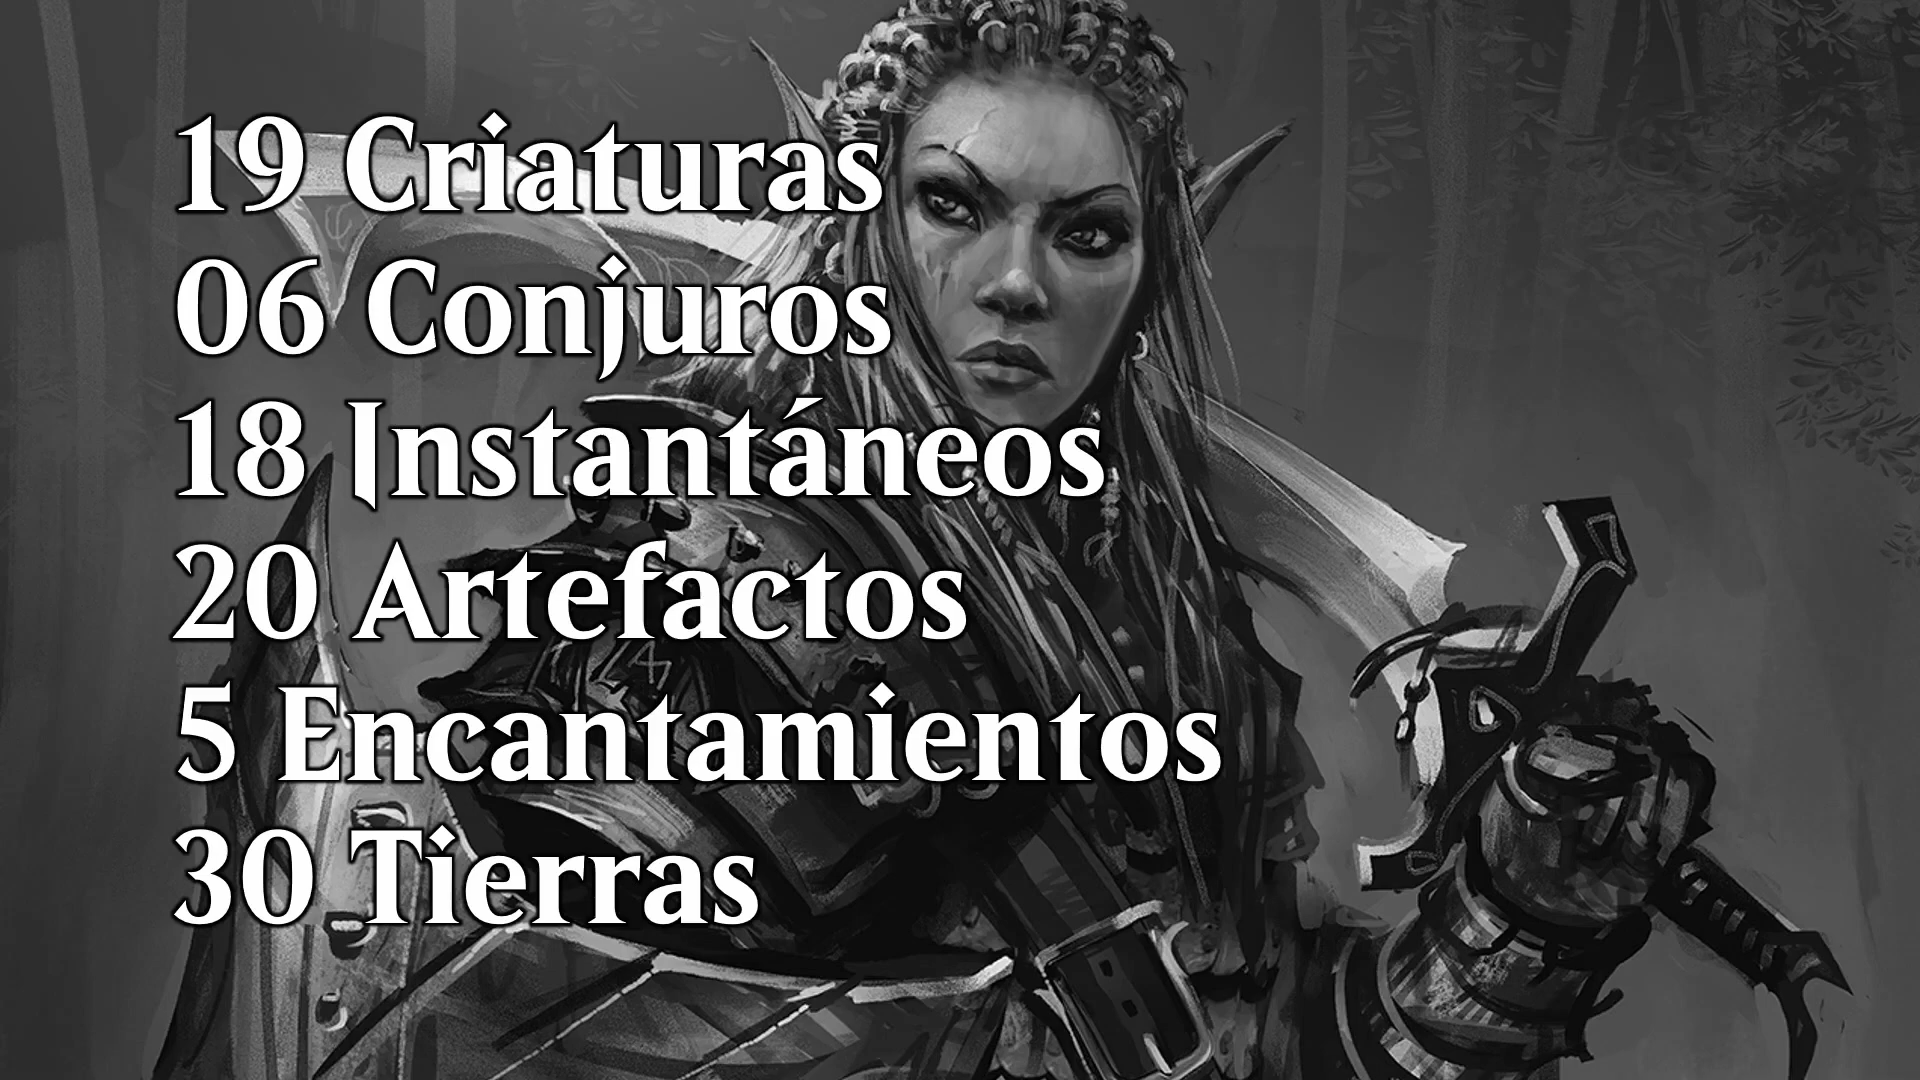 19 Criaturas
06 Conjuros
18 Instantáneos
20 Artefactos
5 Encantamientos
30 Tierras